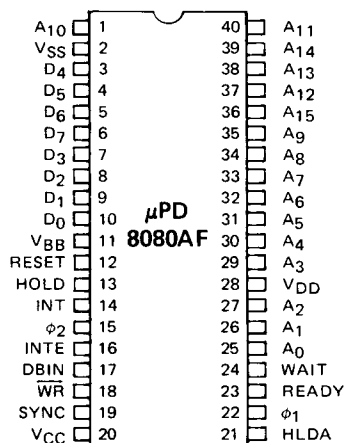 A10 1 40 A11
VSS 2 39 A14
D4 3 38 A13
D5 4 37 A12
D6 5 36 A15
D7 6 35 A9
D3 7 34 A8
D2 8 33 A7
D1 9 32 A6
D0 10 31 A5
VBB 11 30 A4
RESET 12 29 A3
HOLD 13 28 VDD
INT 14 27 A2
ϕ2 15 26 A1
INTE 16 25 A0
DBIN 17 24 WAIT
W̅R̅ 18 23 READY
SYNC 19 22 ϕ1
VCC 20 21 HLDA
μPD
8080AF